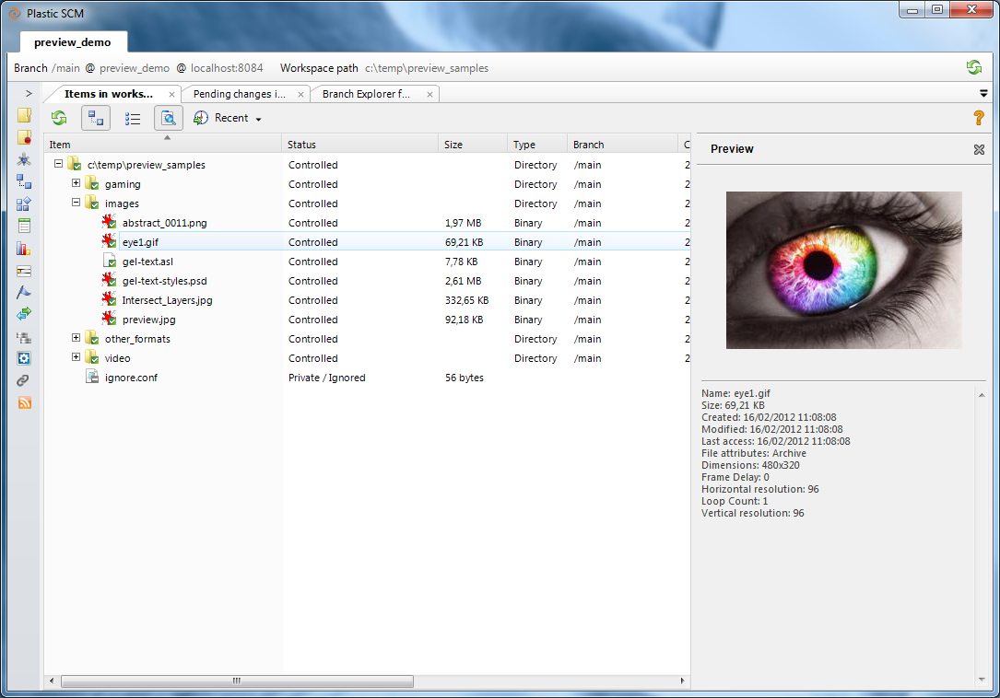 Plastic SCM
preview_demo
Branch /main @ preview_demo @ localhost:8084 Workspace path c:\temp\preview_samples
Items in works... Pending changes i... Branch Explorer f...
Recent
Item Status Size Type Branch C
c:\temp\preview_samples Controlled Directory /main 2
gaming Controlled Directory /main 2
images Controlled Directory /main 2
abstract_0011.png Controlled 1,97 MB Binary /main 2
eye1.gif Controlled 69,21 KB Binary /main 2
gel-text.asl Controlled 7,78 KB Binary /main 2
gel-text-styles.psd Controlled 2,61 MB Binary /main 2
Intersect_Layers.jpg Controlled 332,65 KB Binary /main 2
preview.jpg Controlled 92,18 KB Binary /main 2
other_formats Controlled Directory /main 2
video Controlled Directory /main 2
ignore.conf Private / Ignored 56 bytes
Preview
Name: eye1.gif
Size: 69,21 KB
Created: 16/02/2012 11:08:08
Modified: 16/02/2012 11:08:08
Last access: 16/02/2012 11:08:08
File attributes: Archive
Dimensions: 480x320
Frame Delay: 0
Horizontal resolution: 96
Loop Count: 1
Vertical resolution: 96